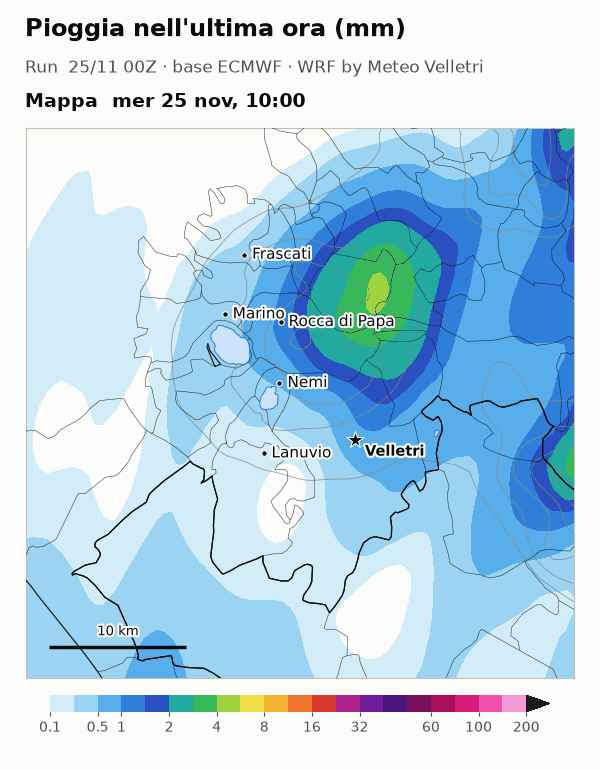 Pioggia nell'ultima ora (mm)
Run  25/11 00Z · base ECMWF · WRF by Meteo Velletri
Mappa  mer 25 nov, 10:00
Frascati
Marino
Rocca di Papa
Nemi
Velletri
Lanuvio
10 km
0.1 0.5 1 2 4 8 16 32 60 100 200